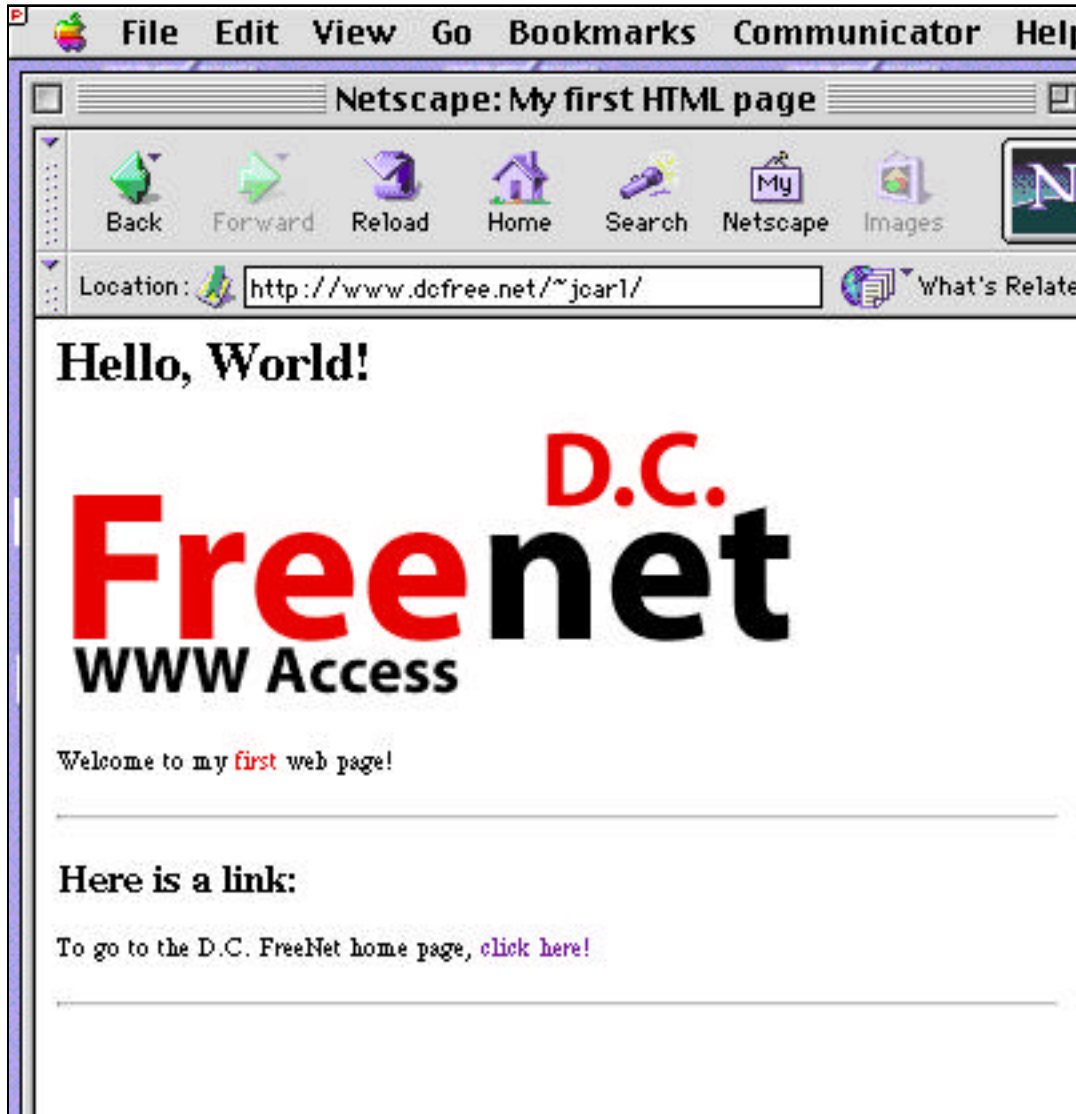 P
File Edit View Go Bookmarks Communicator Help
Netscape: My first HTML page
Back Forward Reload Home Search My Netscape Images N
Location: http://www.dcfree.net/~jcarl/ What's Relate
Hello, World!
D.C.
Freenet
WWW Access
Welcome to my first web page!
Here is a link:
To go to the D.C. FreeNet home page, click here!